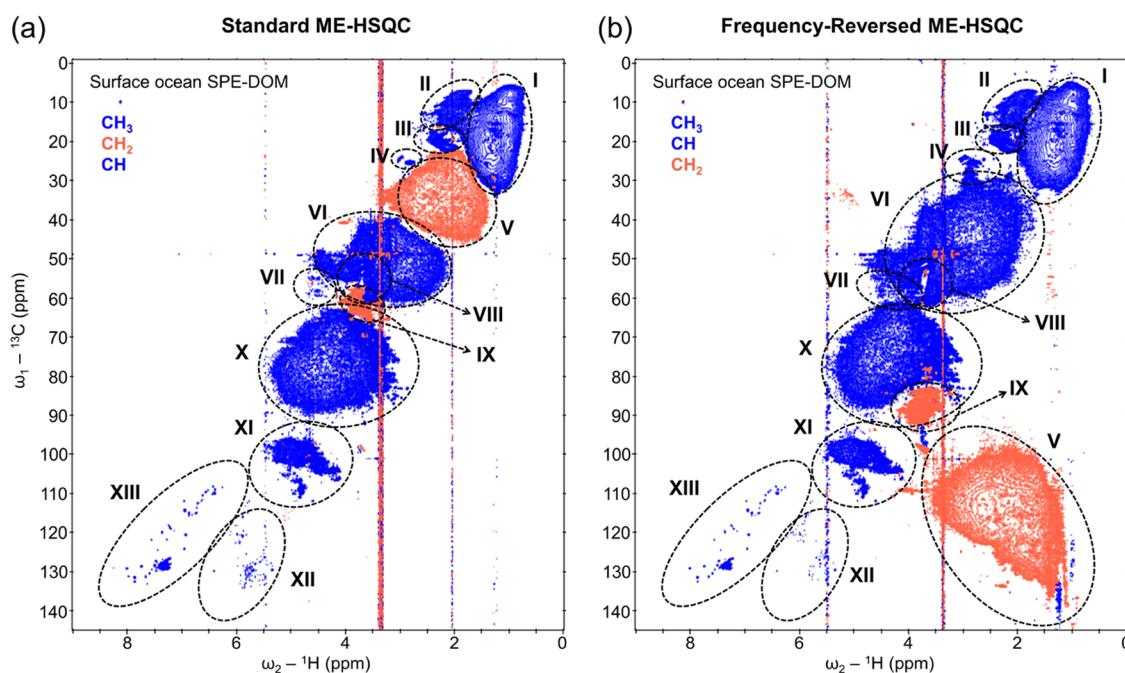 (a) Standard ME-HSQC
Surface ocean SPE-DOM
CH₃
CH₂
CH
I
II
III
IV
V
VI
VII
VIII
IX
X
XI
XIII
XII
0
10
20
30
40
50
60
70
80
90
100
110
120
130
140
ω₁ – ¹³C (ppm)
8 6 4 2 0
ω₂ – ¹H (ppm)
(b) Frequency-Reversed ME-HSQC
Surface ocean SPE-DOM
CH₃
CH
CH₂
I
II
III
IV
VI
VII
VIII
X
IX
XI
V
XIII
XII
0
10
20
30
40
50
60
70
80
90
100
110
120
130
140
8 6 4 2 0
ω₂ – ¹H (ppm)